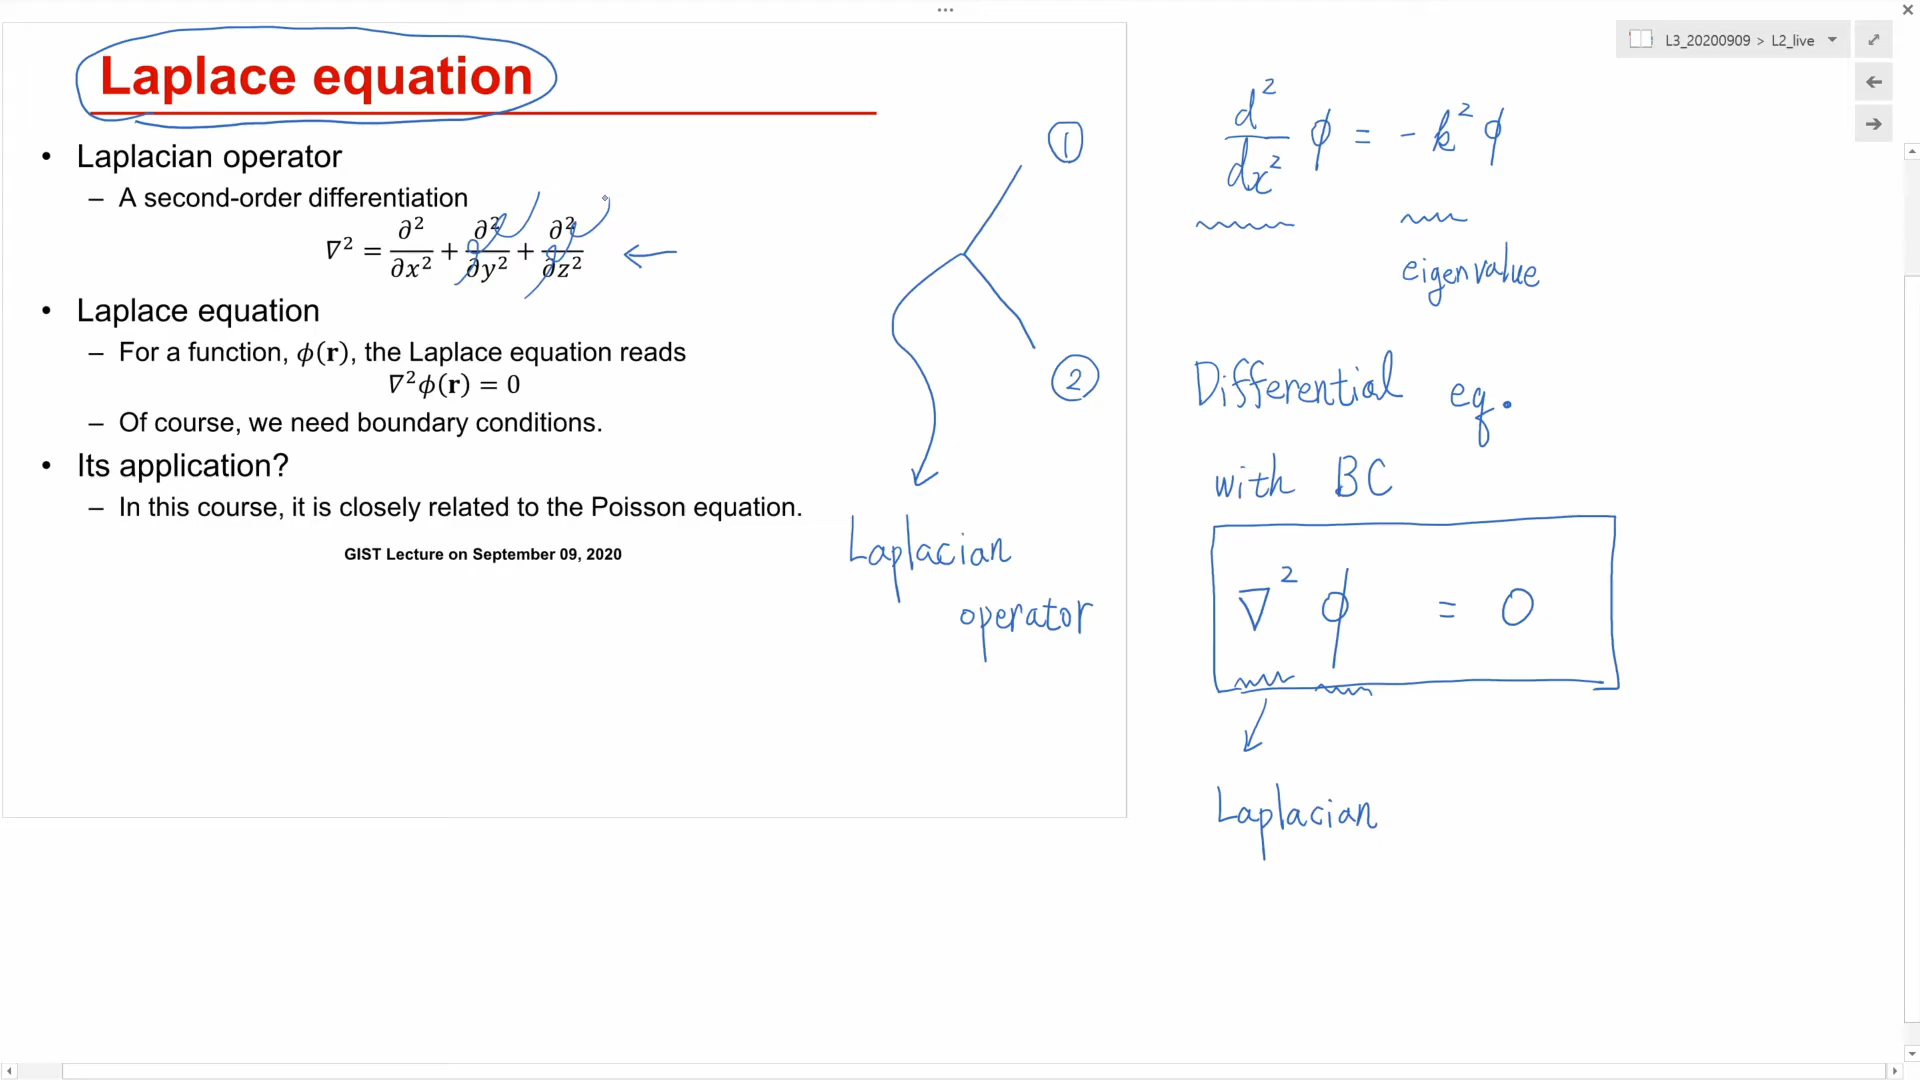 L3_20200909 > L2_live
Laplace equation
• Laplacian operator
– A second-order differentiation
∇² = ∂²/∂x² + ∂²/∂y² + ∂²/∂z²
• Laplace equation
– For a function, ϕ(𝐫), the Laplace equation reads
∇²ϕ(𝐫) = 0
– Of course, we need boundary conditions.
• Its application?
– In this course, it is closely related to the Poisson equation.
GIST Lecture on September 09, 2020
①
②
Laplacian
operator
d²/dx² ϕ = - k² ϕ
eigenvalue
Differential eq.
with BC
∇² ϕ = 0
Laplacian